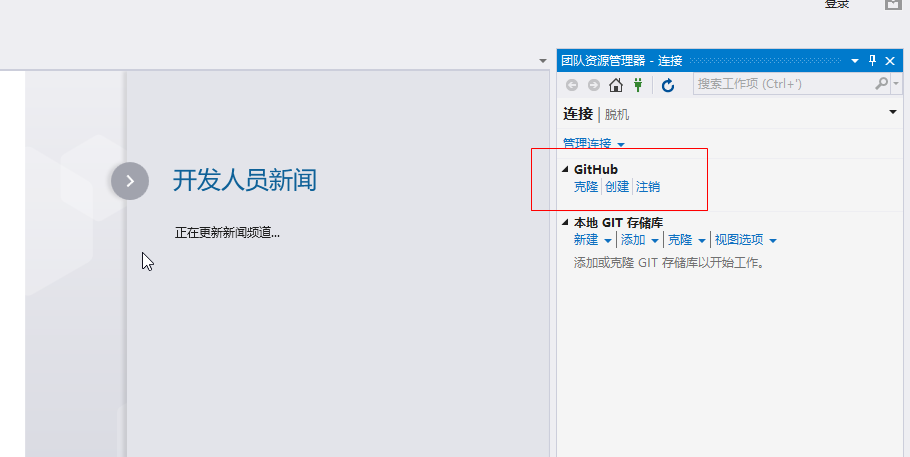 登录
团队资源管理器 - 连接
搜索工作项 (Ctrl+')
连接 | 脱机
管理连接
GitHub
克隆 创建 注销
开发人员新闻
本地 GIT 存储库
正在更新新闻频道...
新建 添加 克隆 视图选项
添加或克隆 GIT 存储库以开始工作。